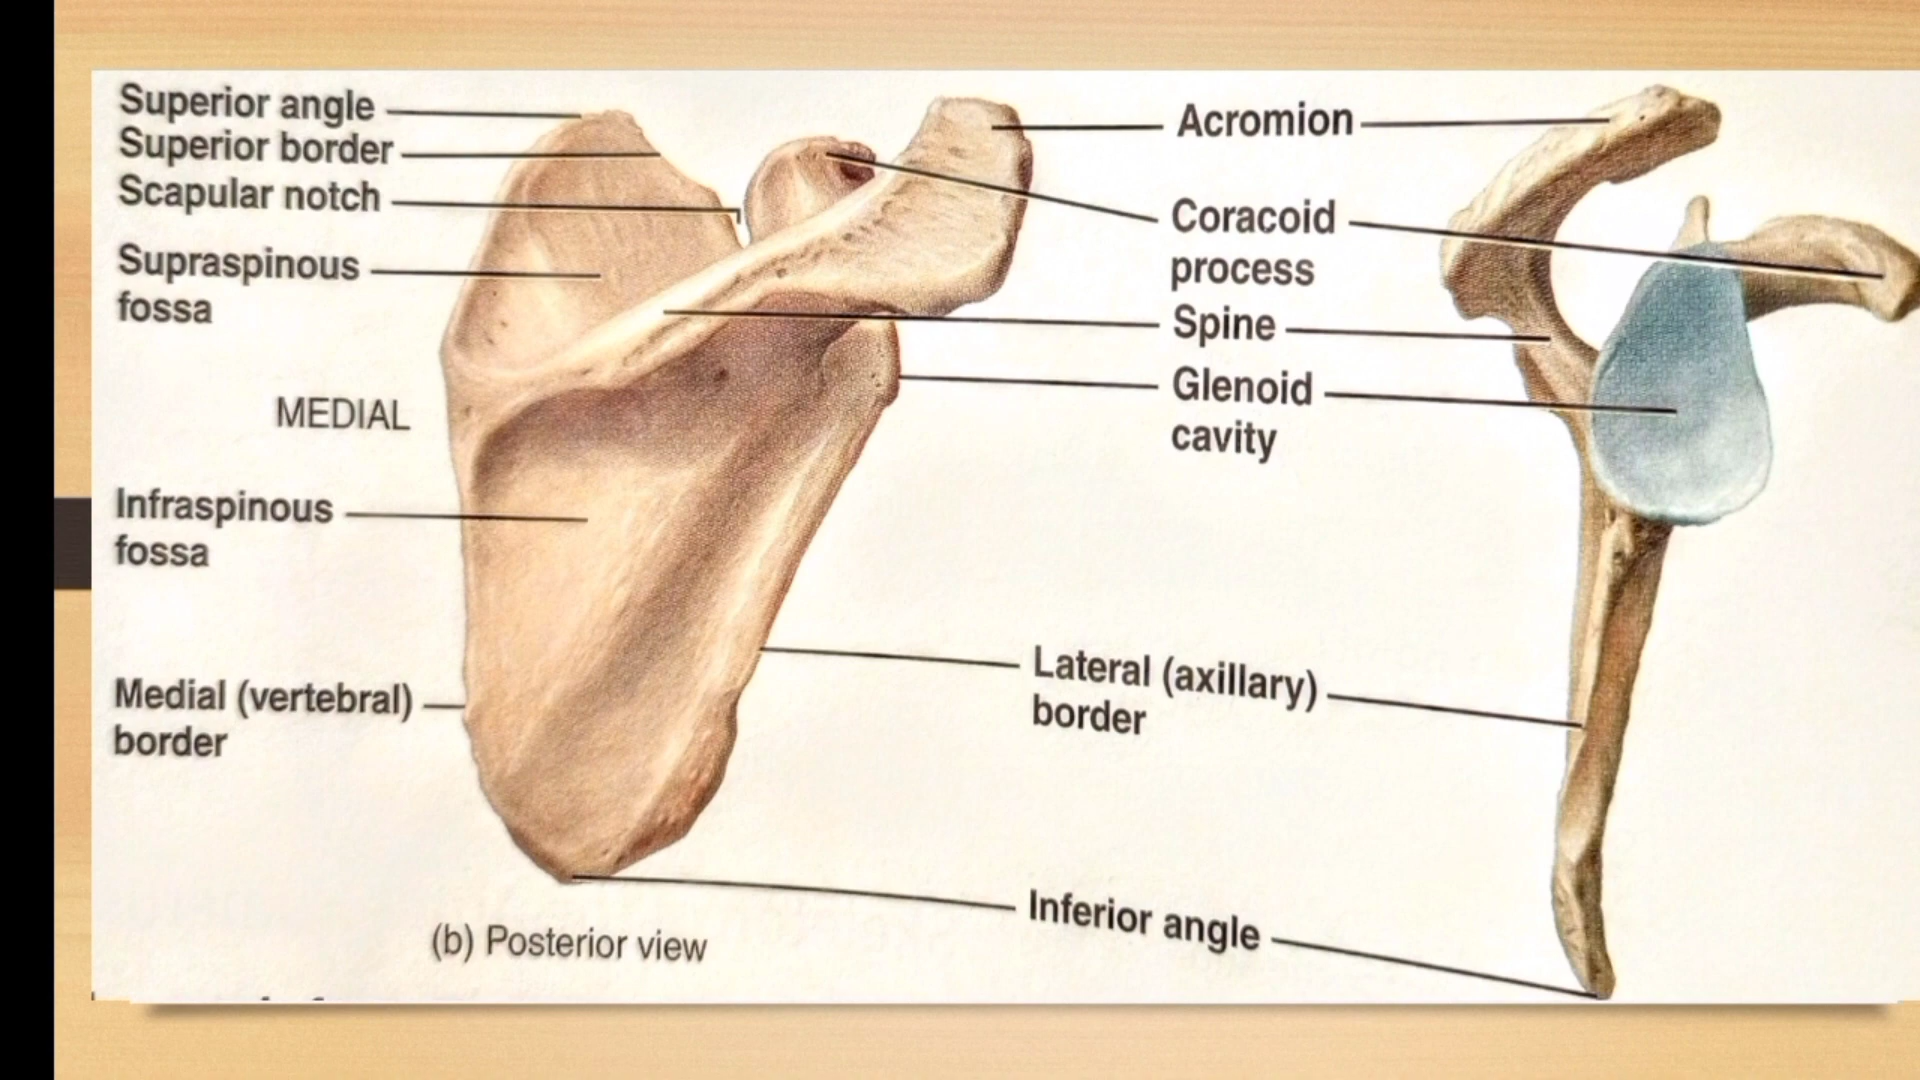 Superior angle
Superior border
Scapular notch
Supraspinous
fossa
MEDIAL
Infraspinous
fossa
Medial (vertebral)
border
(b) Posterior view
Acromion
Coracoid
process
Spine
Glenoid
cavity
Lateral (axillary)
border
Inferior angle